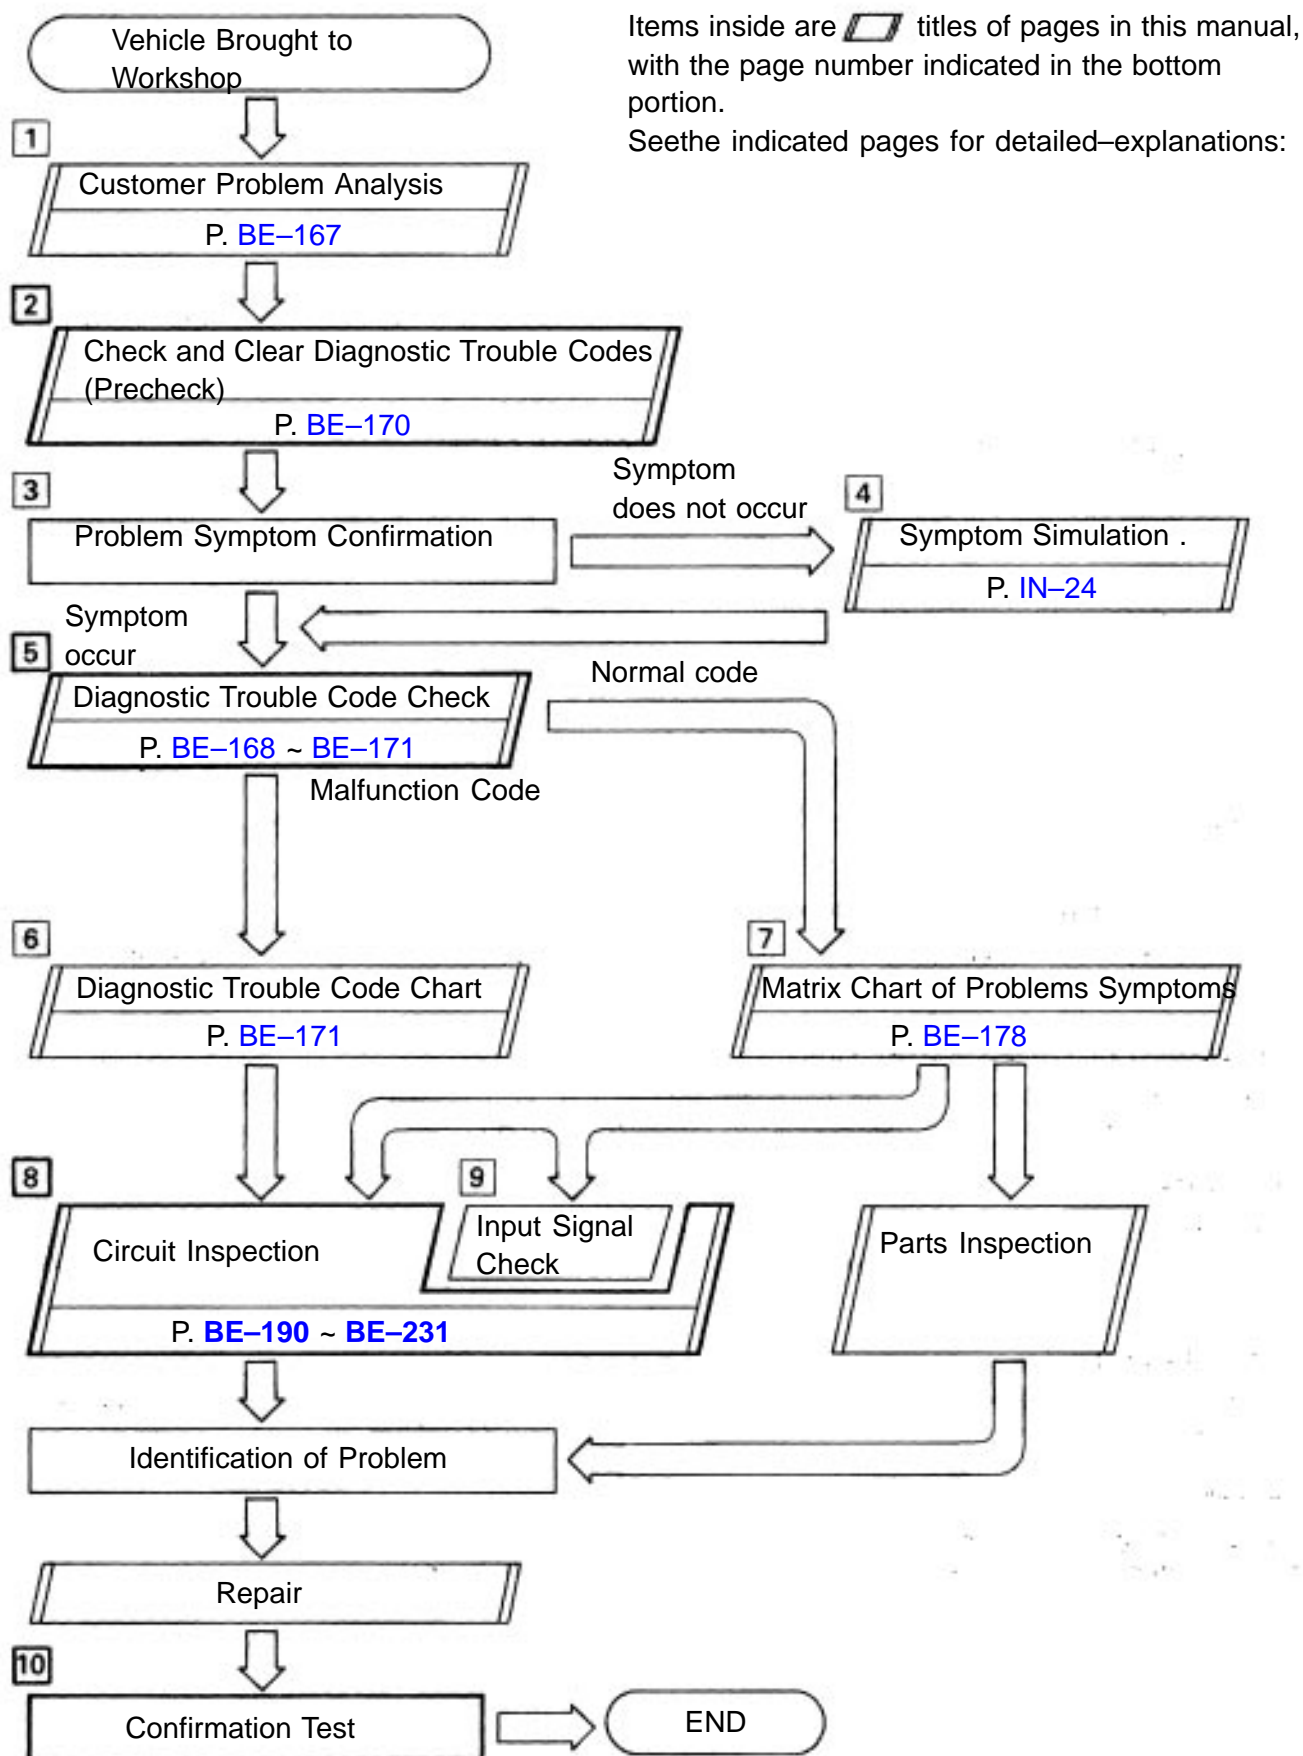 Vehicle Brought to
Workshop
Items inside are titles of pages in this manual,
with the page number indicated in the bottom
portion.
Seethe indicated pages for detailed–explanations:
1
Customer Problem Analysis
P. BE–167
2
Check and Clear Diagnostic Trouble Codes
(Precheck)
P. BE–170
3
Problem Symptom Confirmation
Symptom
does not occur
4
Symptom Simulation .
P. IN–24
Symptom
occur
5
Diagnostic Trouble Code Check
P. BE–168 ~ BE–171
Normal code
Malfunction Code
6
Diagnostic Trouble Code Chart
P. BE–171
7
Matrix Chart of Problems Symptoms
P. BE–178
8
Circuit Inspection
9
Input Signal
Check
P. BE–190 ~ BE–231
Parts Inspection
Identification of Problem
Repair
10
Confirmation Test
END